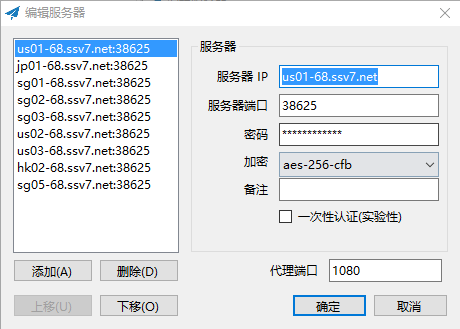 编辑服务器
us01-68.ssv7.net:38625
jp01-68.ssv7.net:38625
sg01-68.ssv7.net:38625
sg02-68.ssv7.net:38625
sg03-68.ssv7.net:38625
us02-68.ssv7.net:38625
us03-68.ssv7.net:38625
hk02-68.ssv7.net:38625
sg05-68.ssv7.net:38625
添加(A) 删除(D)
上移(U) 下移(O)
服务器
服务器 IP us01-68.ssv7.net
服务器端口 38625
密码 ************
加密 aes-256-cfb
备注
一次性认证(实验性)
代理端口 1080
确定 取消